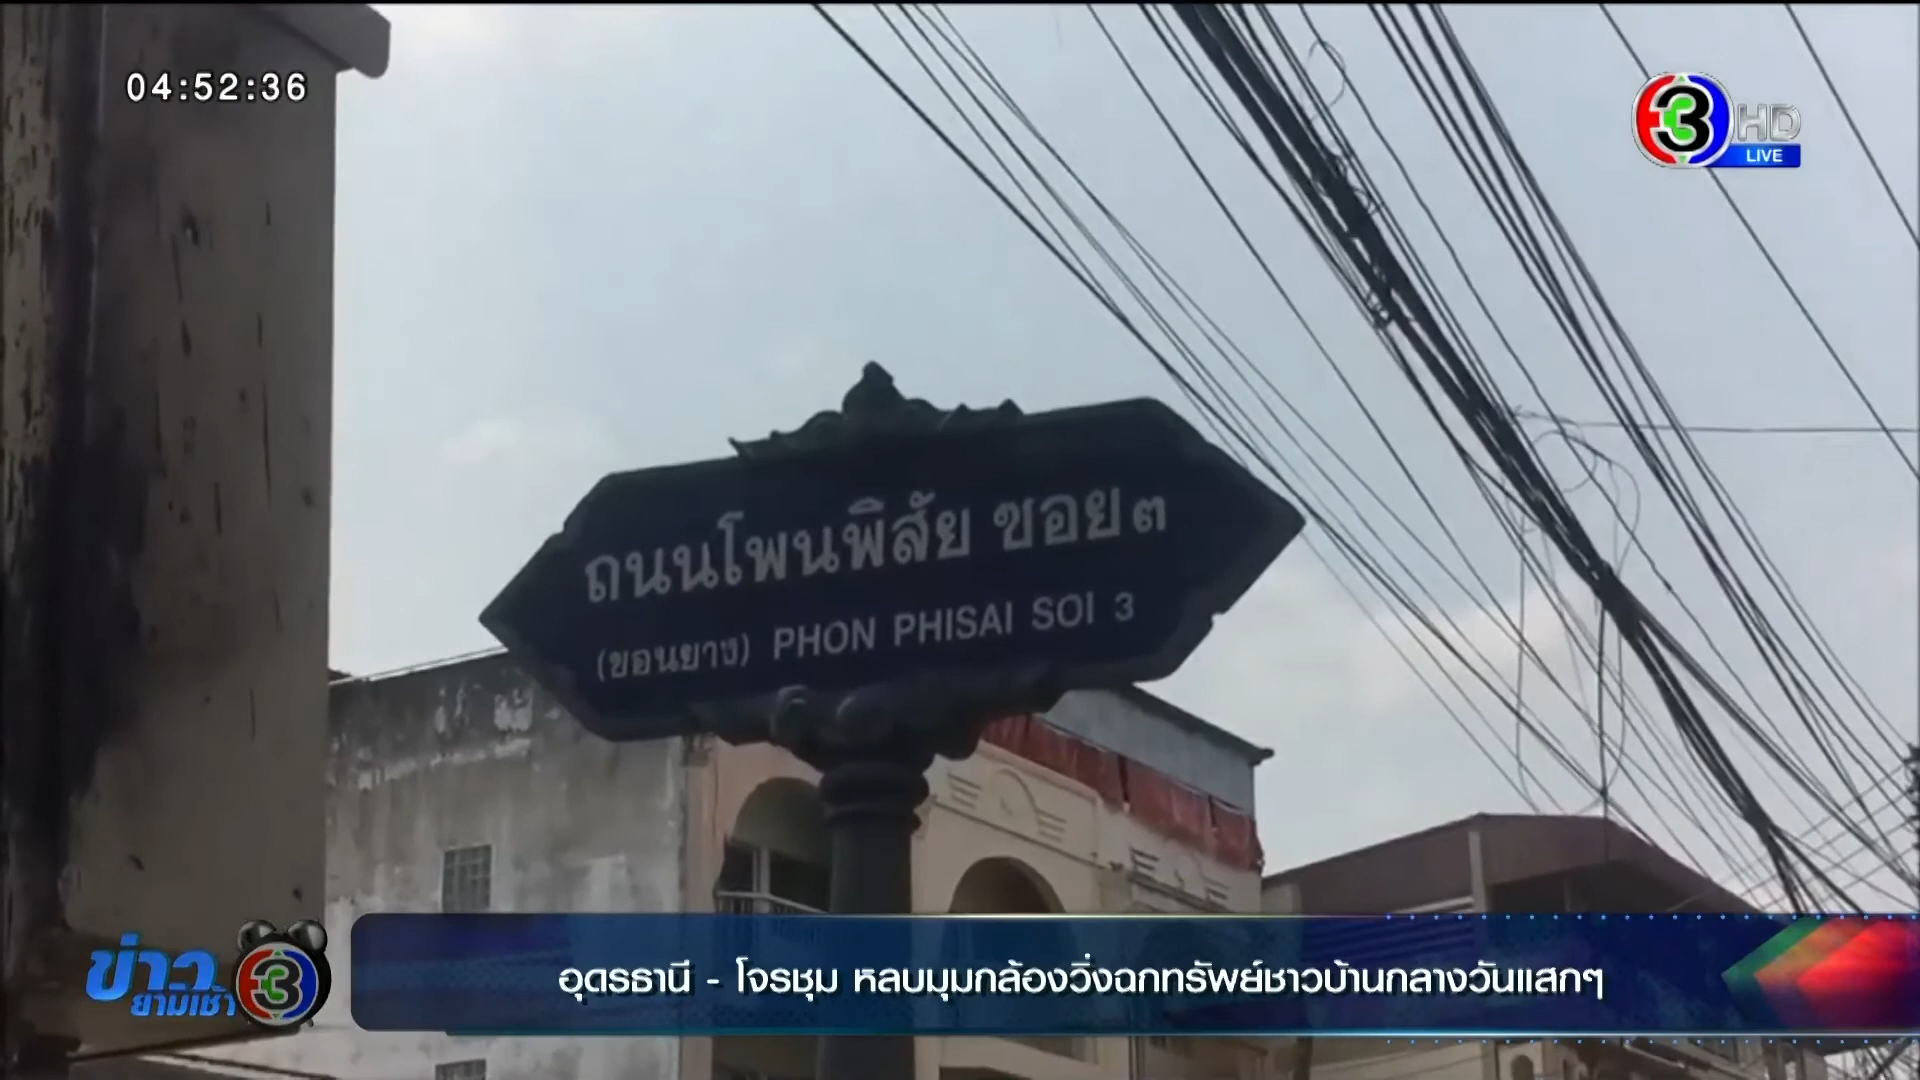 04:52:36
3 HD
LIVE
ถนนโพนพิสัย ซอย ๓
(ขอนยาง) PHON PHISAI SOI 3
ข่าว
ยามเช้า
3
อุดรธานี - โจรชุม หลบมุมกล้องวิ่งฉกทรัพย์ชาวบ้านกลางวันแสกๆ